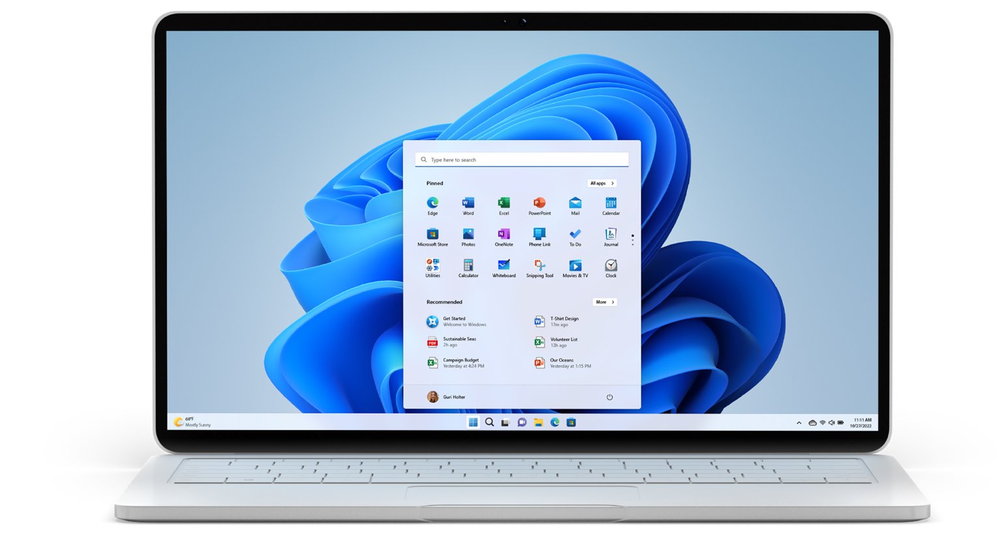 Type here to search
Pinned
All apps
Edge
Word
Excel
PowerPoint
Mail
Calendar
Microsoft Store
Photos
OneNote
Phone Link
To Do
Journal
Utilities
Calculator
Whiteboard
Snipping Tool
Movies & TV
Clock
Recommended
More
Get Started
Welcome to Windows
T-Shirt Design
17m ago
Sustainable Seas
2h ago
Volunteer List
12h ago
Campaign Budget
Yesterday at 4:24 PM
Our Oceans
Yesterday at 1:15 PM
Guri Holter
68°F
Mostly Sunny
11:11 AM
10/27/2022